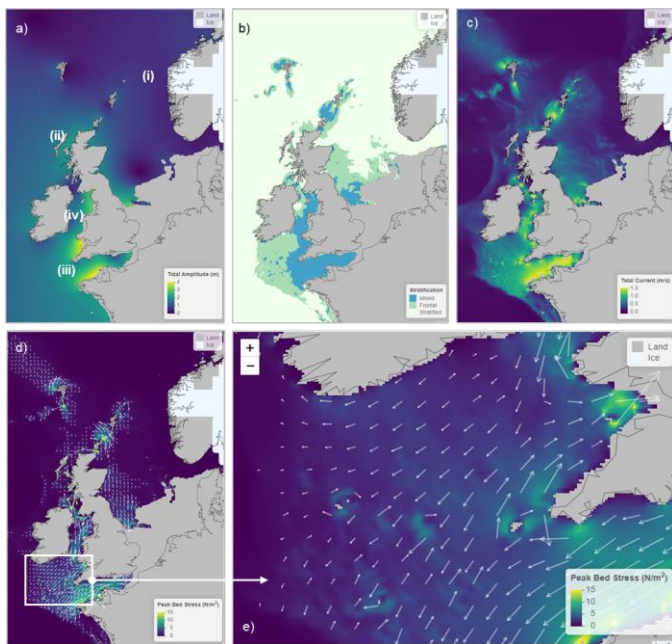 a)
Land
Ice
(i)
(ii)
(iv)
(iii)
Tidal Amplitude (m)
4
3
2
1
0
b)
Land
Ice
Stratification
Mixed
Frontal
Stratified
c)
Land
Ice
Tidal Current (m/s)
1.5
1.0
0.5
0.0
d)
Land
Ice
Peak Bed Stress (N/m²)
15
10
5
0
+
−
Land
Ice
Peak Bed Stress (N/m²)
15
10
5
0
e)